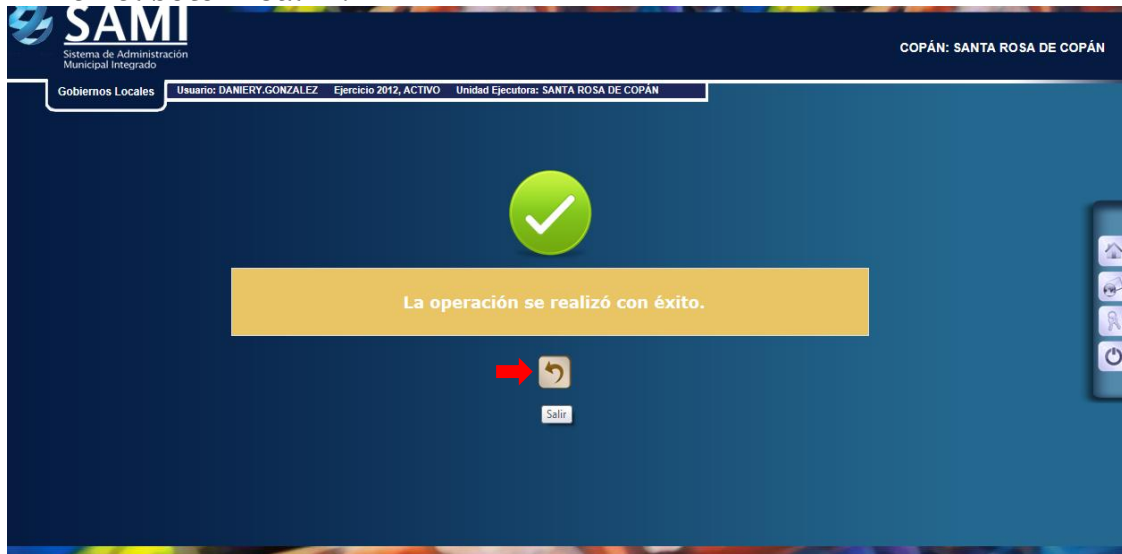 SAMI
Sistema de Administración
Municipal Integrado
COPÁN: SANTA ROSA DE COPÁN
Gobiernos Locales
Usuario: DANIERY.GONZALEZ Ejercicio 2012, ACTIVO Unidad Ejecutora: SANTA ROSA DE COPÁN
La operación se realizó con éxito.
Salir